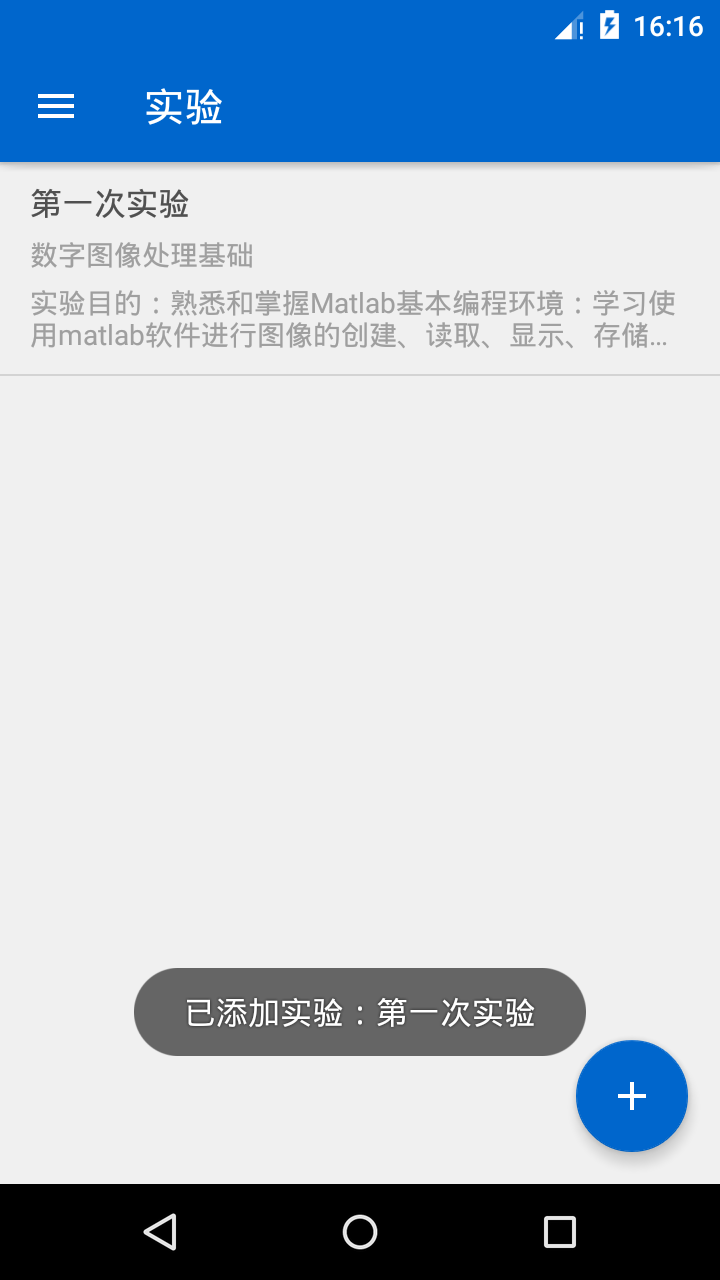 16:16
实验
第一次实验
数字图像处理基础
实验目的：熟悉和掌握Matlab基本编程环境：学习使
用matlab软件进行图像的创建、读取、显示、存储…
已添加实验：第一次实验